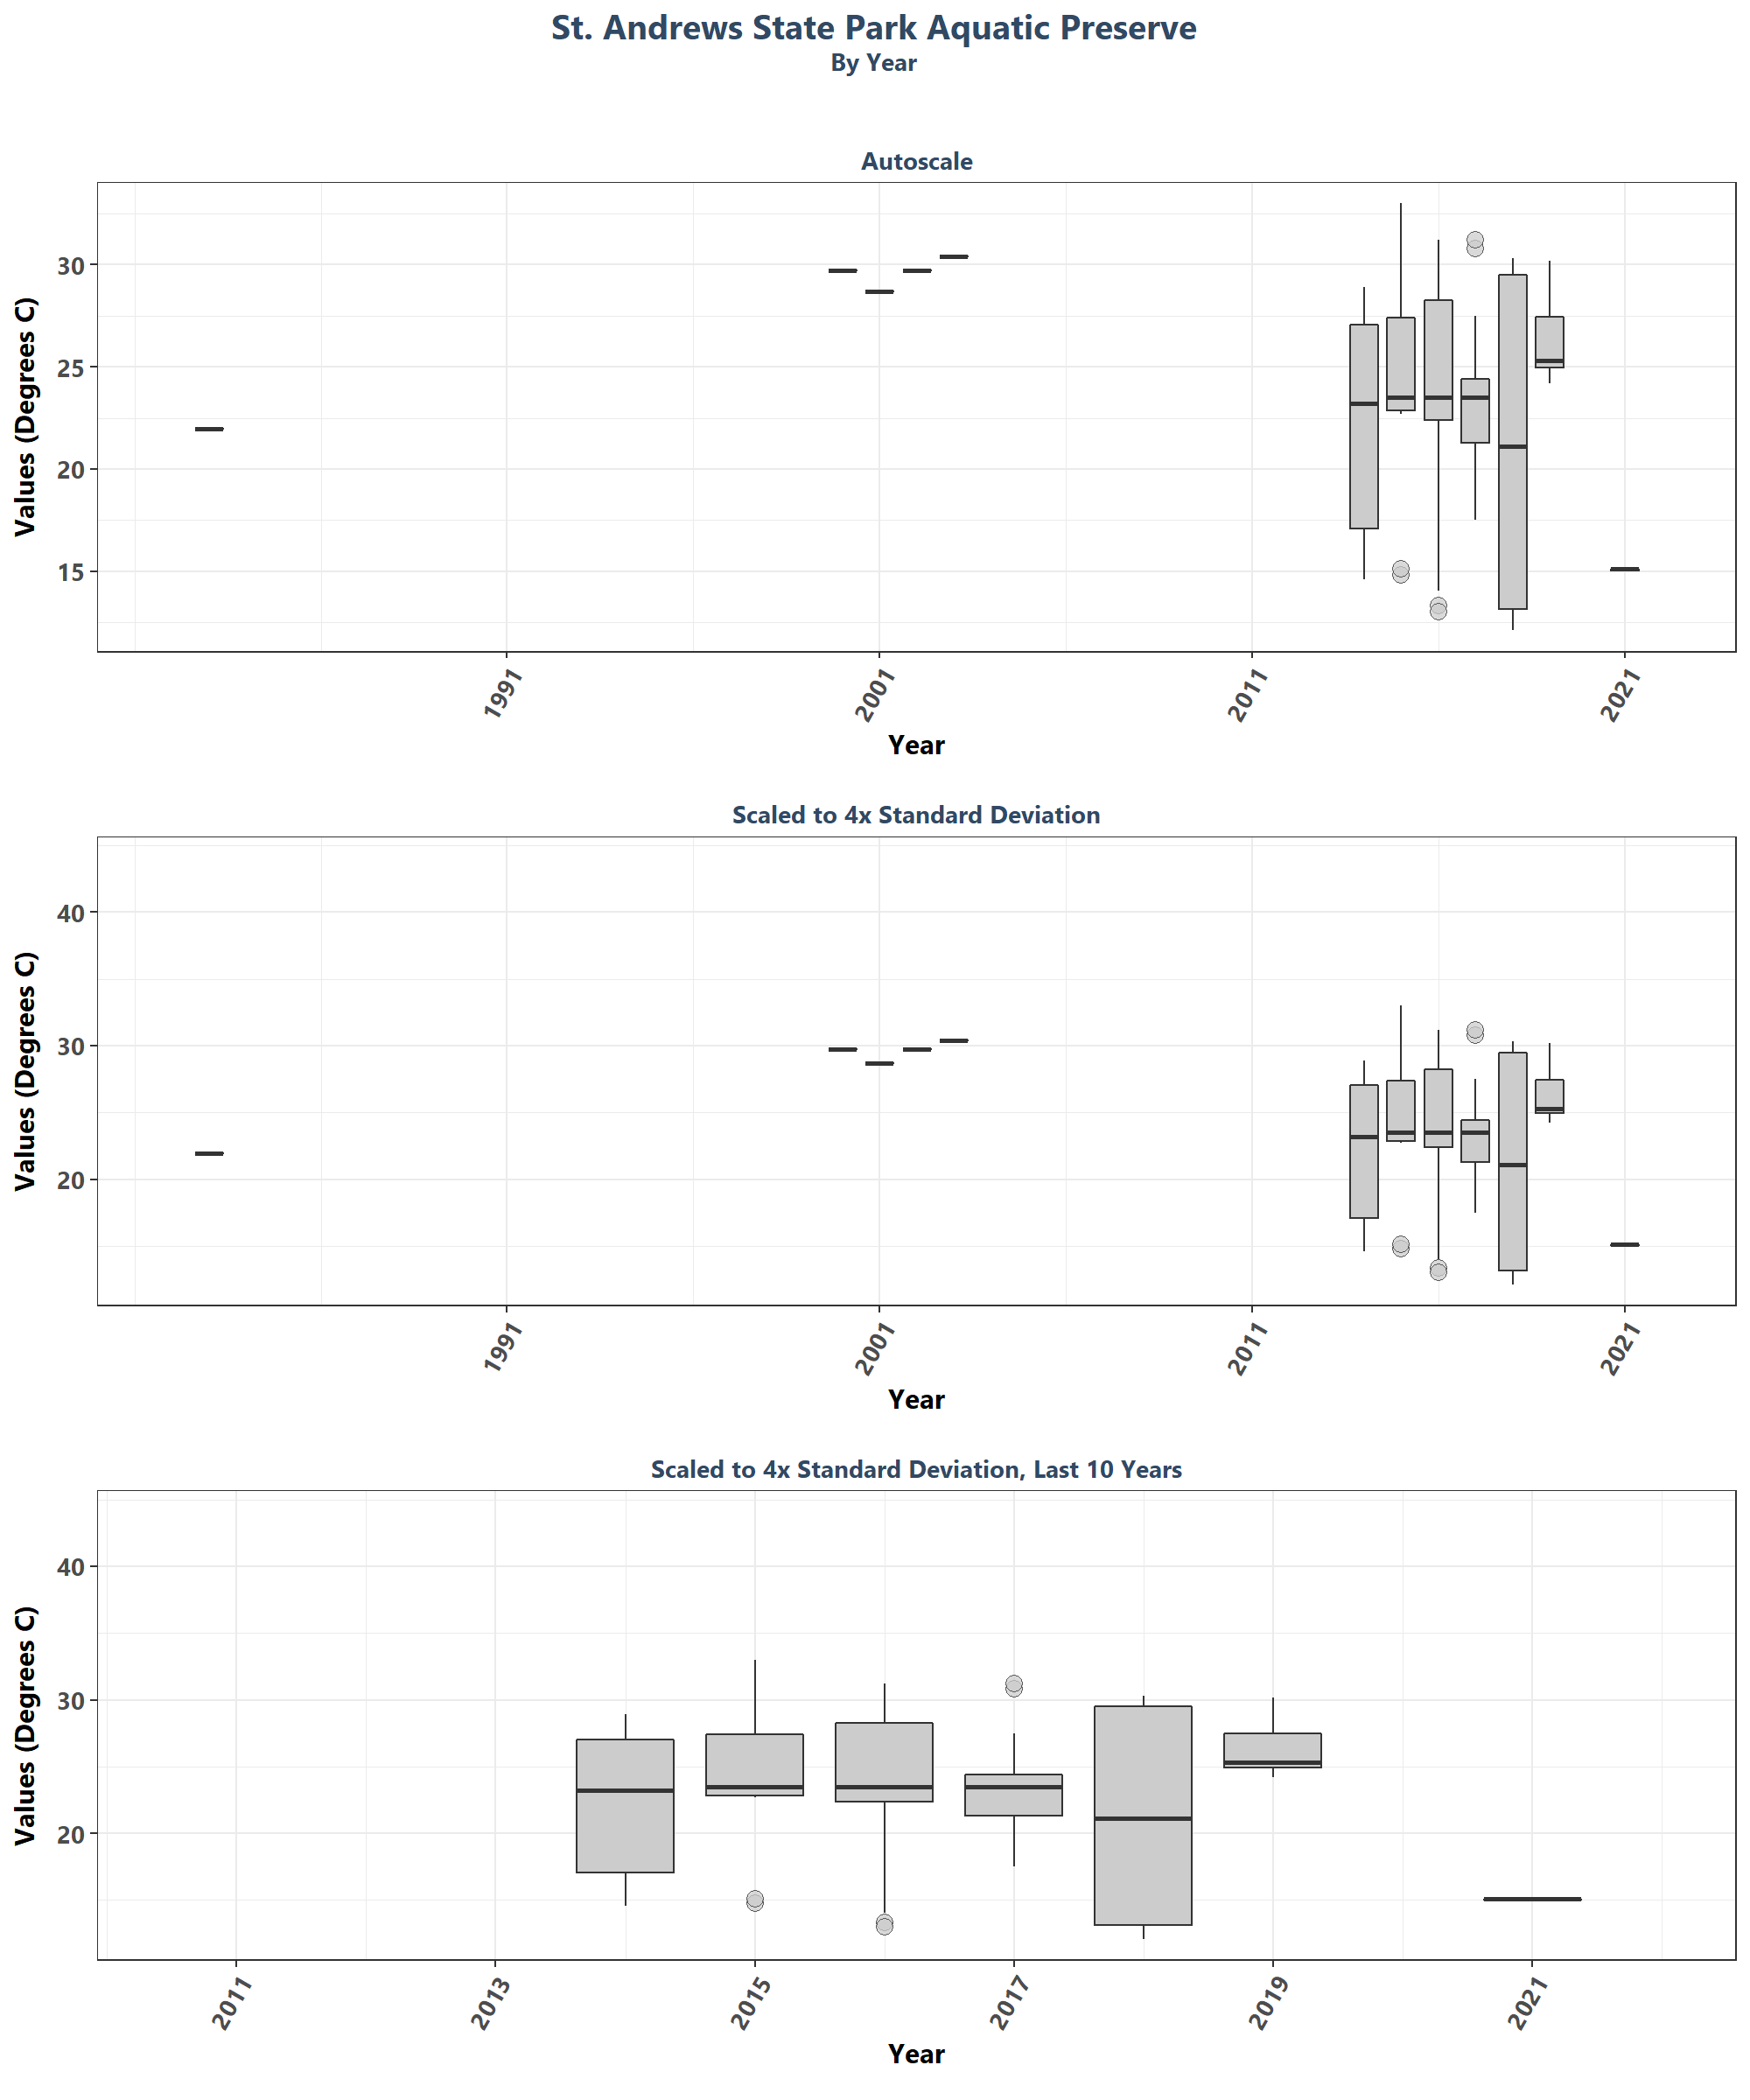 St. Andrews State Park Aquatic Preserve
By Year
Autoscale
Values (Degrees C)
30
25
20
15
1991
2001
2011
2021
Year
Scaled to 4x Standard Deviation
Values (Degrees C)
40
30
20
1991
2001
2011
2021
Year
Scaled to 4x Standard Deviation, Last 10 Years
Values (Degrees C)
40
30
20
2011
2013
2015
2017
2019
2021
Year